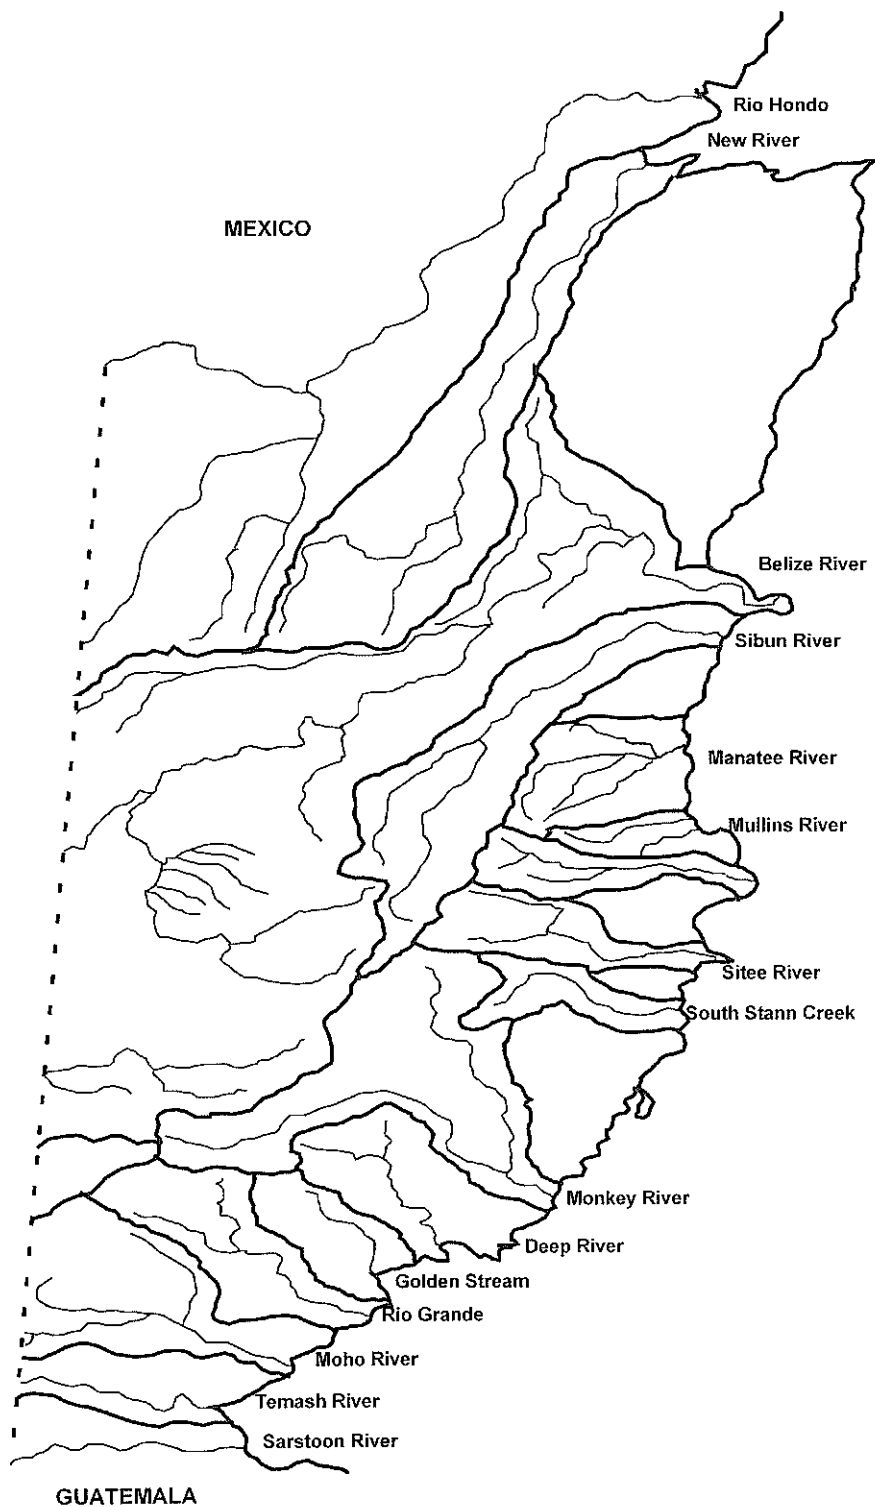 Rio Hondo
New River
MEXICO
Belize River
Sibun River
Manatee River
Mullins River
Sitee River
South Stann Creek
Monkey River
Deep River
Golden Stream
Rio Grande
Moho River
Temash River
Sarstoon River
GUATEMALA